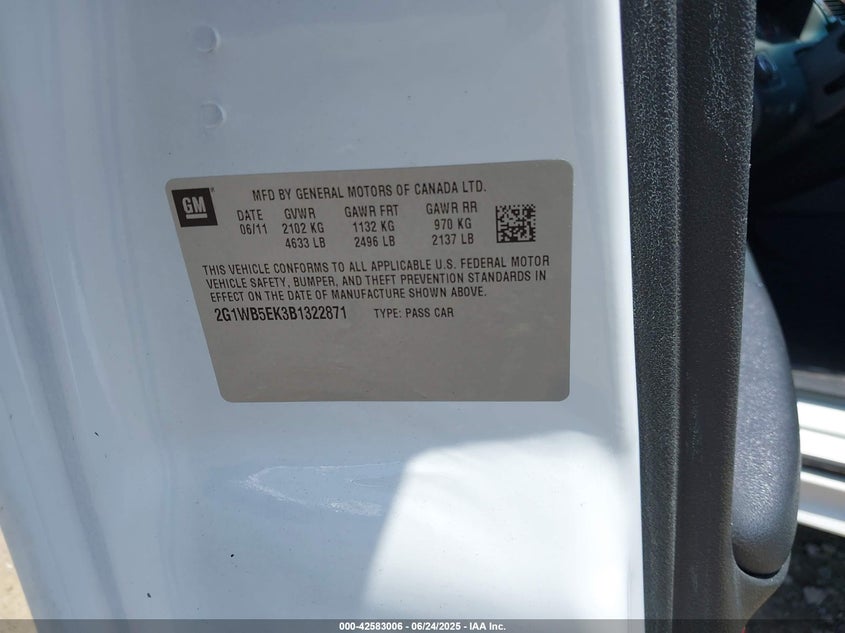 GM
MFD BY GENERAL MOTORS OF CANADA LTD.
DATE GVWR GAWR FRT GAWR RR
06/11 2102 KG 1132 KG 970 KG
4633 LB 2496 LB 2137 LB
THIS VEHICLE CONFORMS TO ALL APPLICABLE U.S. FEDERAL MOTOR
VEHICLE SAFETY, BUMPER, AND THEFT PREVENTION STANDARDS IN
EFFECT ON THE DATE OF MANUFACTURE SHOWN ABOVE.
2G1WB5EK3B1322871 TYPE: PASS CAR
000-42583006 - 06/24/2025 - IAA Inc.